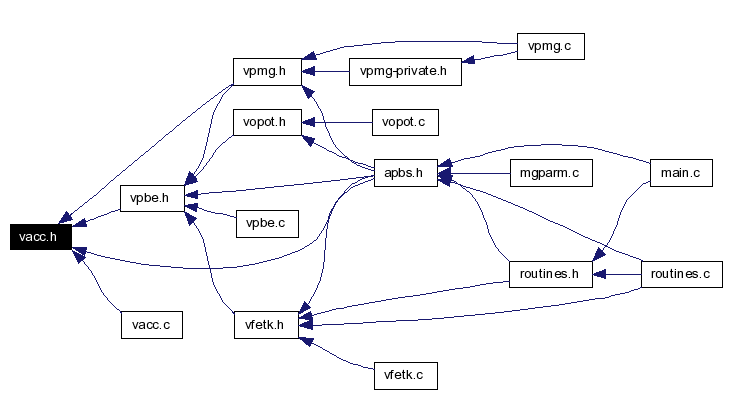 vpmg.c
vpmg.h
vpmg-private.h
vopot.h
vopot.c
apbs.h
mgparm.c
main.c
vpbe.h
vpbe.c
vacc.h
routines.h
routines.c
vacc.c
vfetk.h
vfetk.c